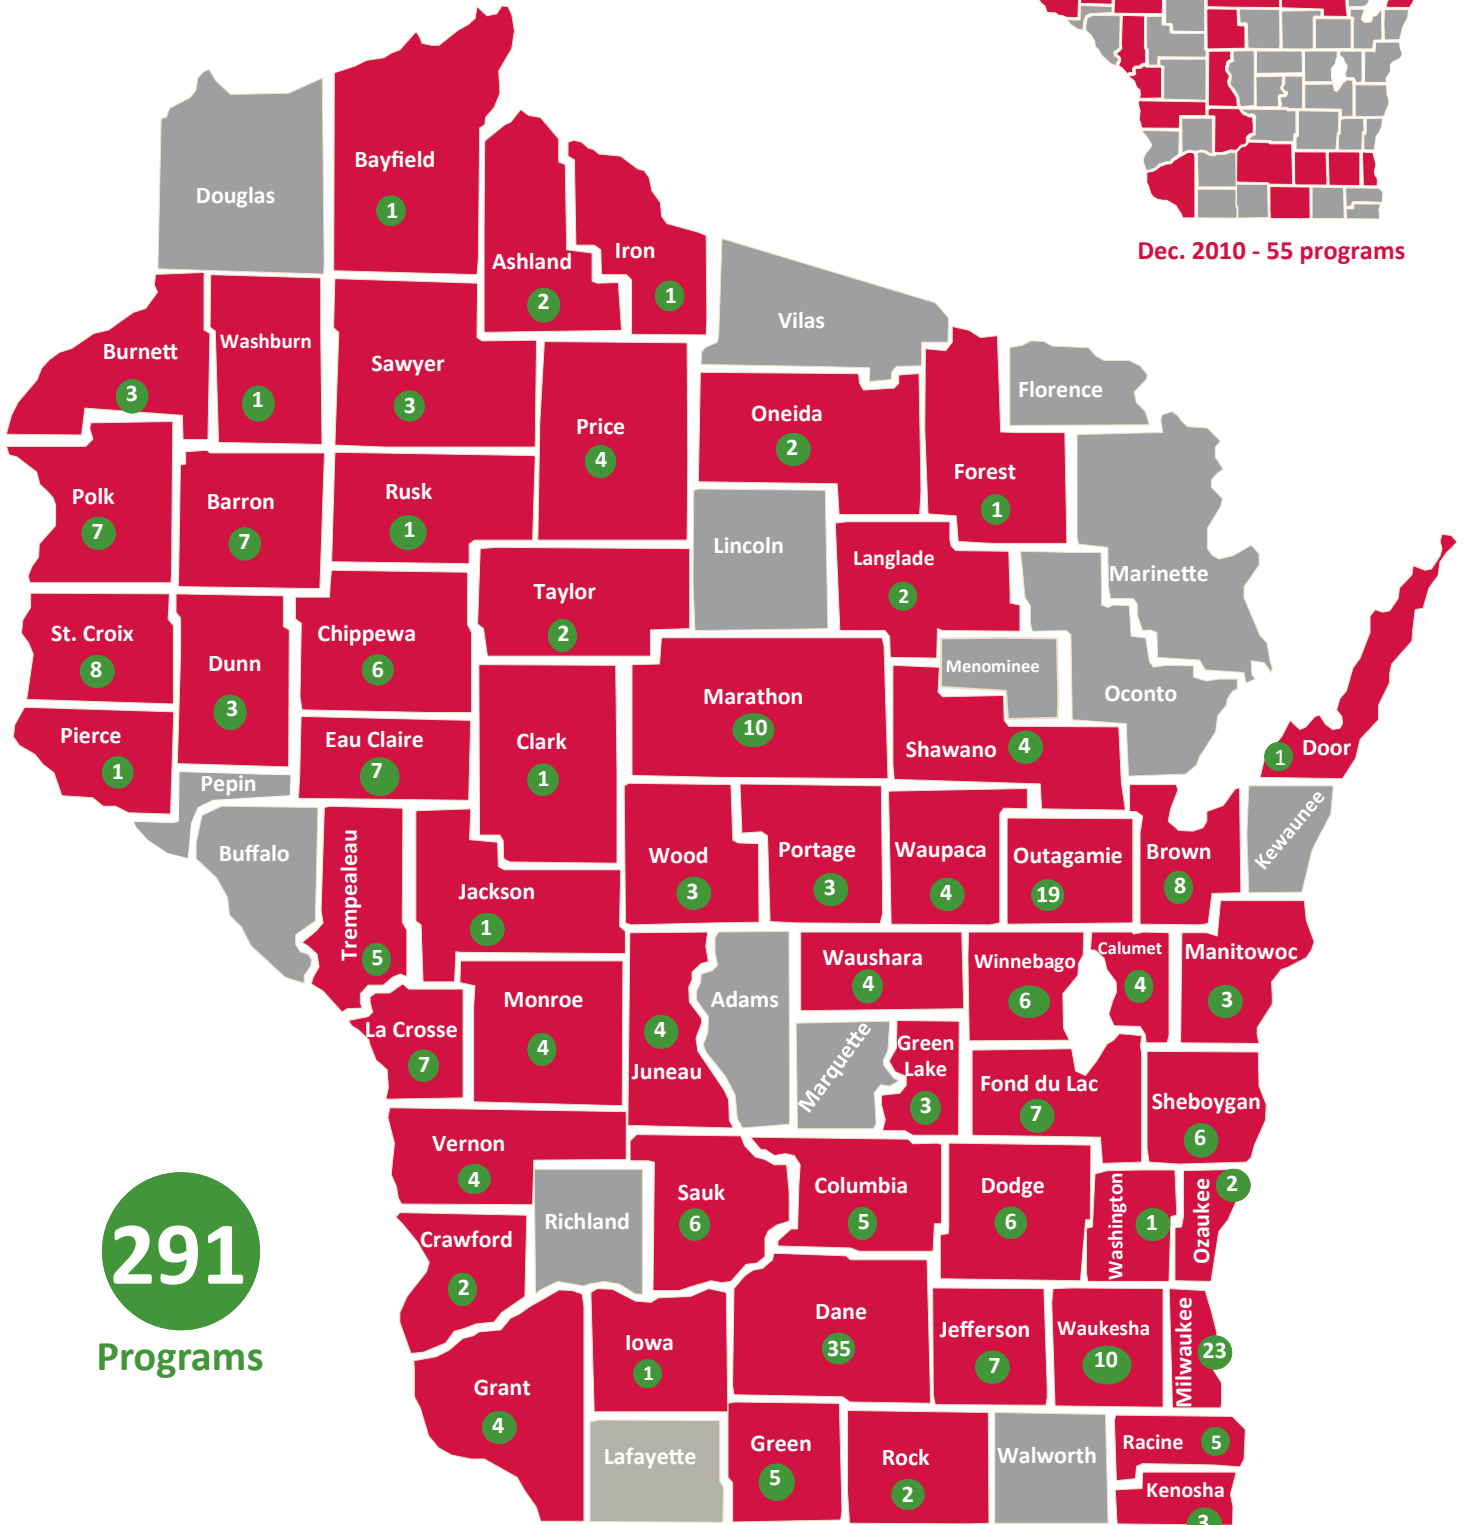 Bayfield
1
Douglas
Ashland
2
Iron
1
Dec. 2010 - 55 programs
Vilas
Burnett
3
Washburn
1
Sawyer
3
Price
4
Oneida
2
Florence
Forest
1
Polk
7
Barron
7
Rusk
1
Lincoln
Langlade
2
Marinette
Taylor
2
St. Croix
8
Dunn
3
Chippewa
6
Menominee
Oconto
Marathon
10
Shawano 4
Pierce
1
Eau Claire
7
Clark
1
1 Door
Pepin
Buffalo
Trempealeau
5
Jackson
1
Wood
3
Portage
3
Waupaca
4
Outagamie
19
Brown
8
Kewaunee
Waushara
4
Winnebago
6
Calumet
4
Manitowoc
3
La Crosse
7
Monroe
4
4
Juneau
Adams
Marquette
Green
Lake
3
Fond du Lac
7
Sheboygan
6
Vernon
4
Richland
Sauk
6
Columbia
5
Dodge
6
Washington
1
Ozaukee
2
Crawford
2
291
Programs
Iowa
1
Dane
35
Jefferson
7
Waukesha
10
Milwaukee
23
Grant
4
Lafayette
Green
5
Rock
2
Walworth
Racine 5
Kenosha
3